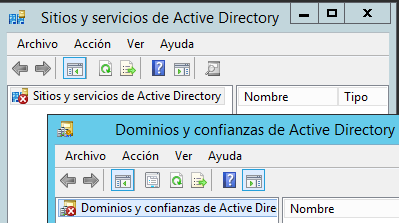 Sitios y servicios de Active Directory
Archivo Acción Ver Ayuda
Sitios y servicios de Active Directory
Nombre Tipo
Dominios y confianzas de Active Directory
Archivo Acción Ver Ayuda
Dominios y confianzas de Active Dire
Nombre